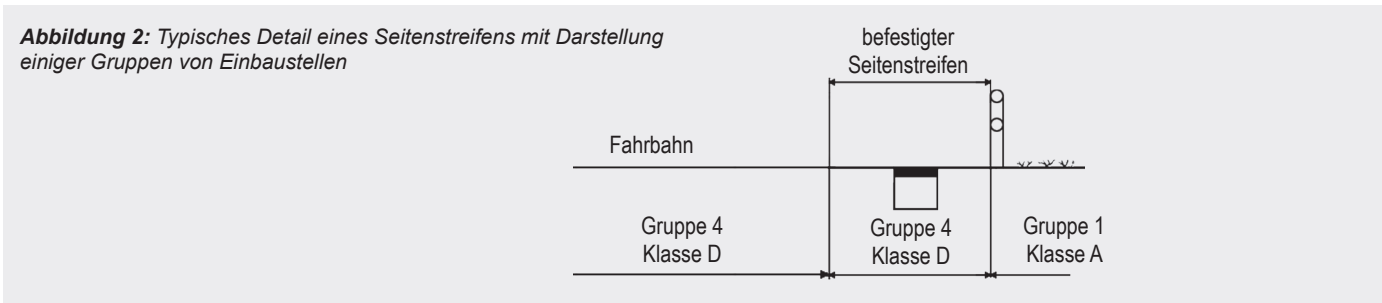 Abbildung 2: Typisches Detail eines Seitenstreifens mit Darstellung
einiger Gruppen von Einbaustellen
befestigter
Seitenstreifen
Fahrbahn
Gruppe 4
Klasse D
Gruppe 4
Klasse D
Gruppe 1
Klasse A